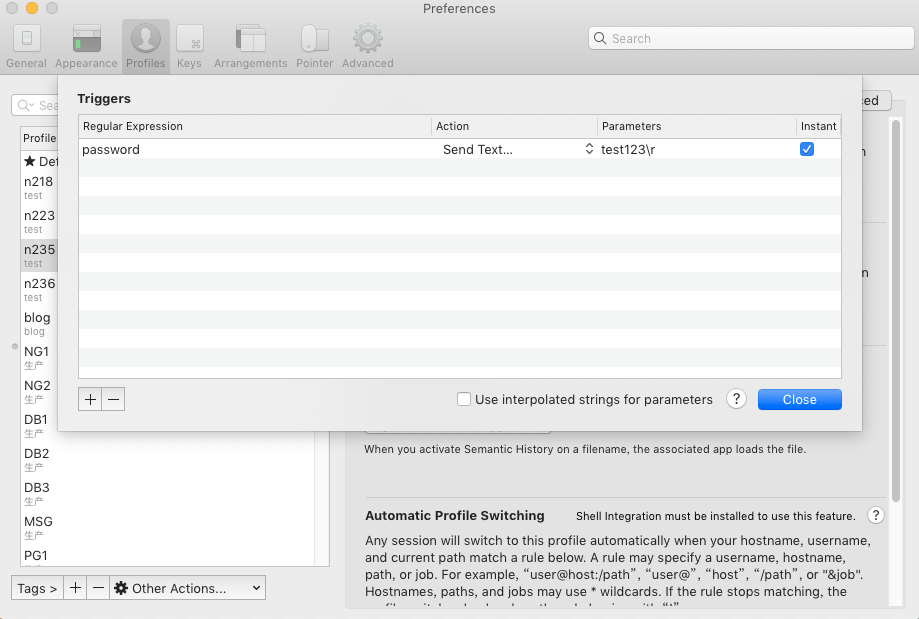 Preferences
General
Appearance
Profiles
Keys
Arrangements
Pointer
Advanced
Search
Triggers
Regular Expression
Action
Parameters
Instant
password
Send Text...
test123\r
Use interpolated strings for parameters
?
Close
Sea
ed
Profile
★ Def
n218
test
n223
test
n235
test
n236
test
blog
blog
NG1
生产
NG2
生产
DB1
生产
DB2
生产
DB3
生产
MSG
生产
PG1
Tags >
+
−
Other Actions...
When you activate Semantic History on a filename, the associated app loads the file.
Automatic Profile Switching
Shell Integration must be installed to use this feature.
?
Any session will switch to this profile automatically when your hostname, username,
and current path match a rule below. A rule may specify a username, hostname,
path, or job. For example, “user@host:/path”, “user@”, “host”, “/path”, or "&job".
Hostnames, paths, and jobs may use * wildcards. If the rule stops matching, the